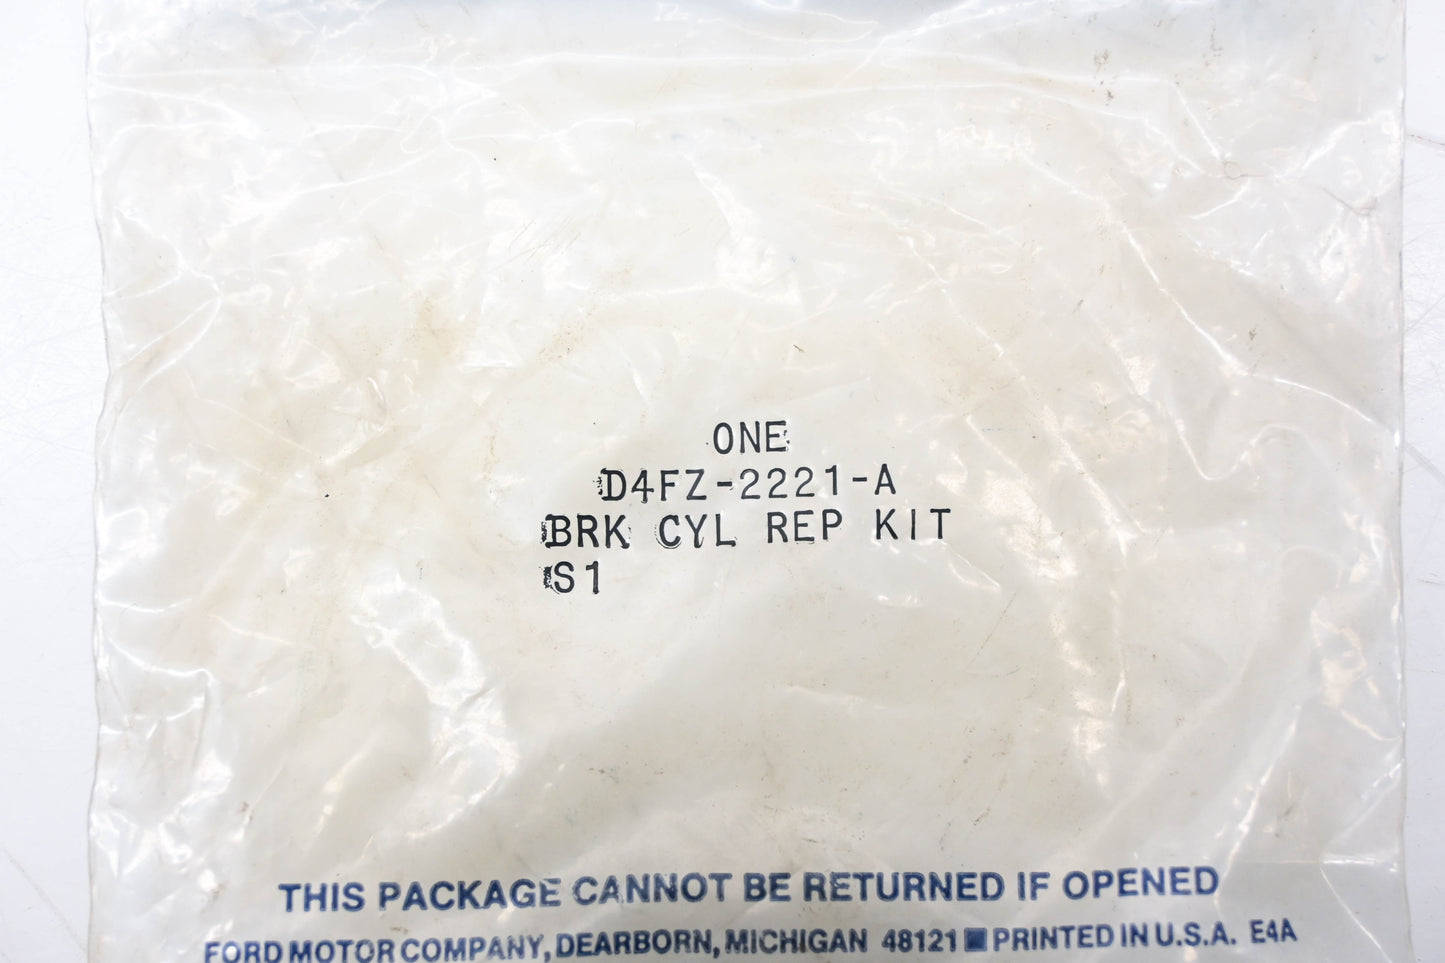 ONE
D4FZ-2221-A
BRK CYL REP KIT
S1
THIS PACKAGE CANNOT BE RETURNED IF OPENED
FORD MOTOR COMPANY, DEARBORN, MICHIGAN 48121 ■ PRINTED IN U.S.A. E4A